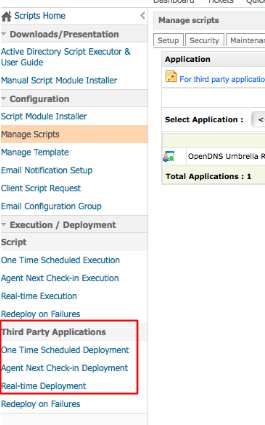 Dashboard Tickets Quick
Scripts Home
Downloads/Presentation
Active Directory Script Executor &
User Guide
Manual Script Module Installer
Configuration
Script Module Installer
Manage Scripts
Manage Template
Email Notification Setup
Client Script Request
Email Configuration Group
Execution / Deployment
Script
One Time Scheduled Execution
Agent Next Check-in Execution
Real-time Execution
Redeploy on Failures
Third Party Applications
One Time Scheduled Deployment
Agent Next Check-in Deployment
Real-time Deployment
Redeploy on Failures
Manage scripts
Setup Security Maintenan
Application
For third party applicatio
Select Application : <
OpenDNS Umbrella R
Total Applications : 1